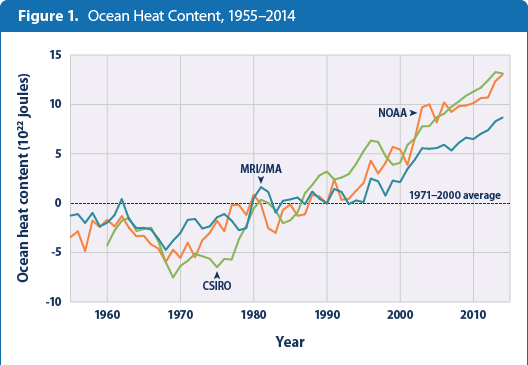 Figure 1. Ocean Heat Content, 1955–2014
15
10
5
0
-5
-10
Ocean heat content (10²² joules)
NOAA
MRI/JMA
1971–2000 average
CSIRO
1960
1970
1980
1990
2000
2010
Year